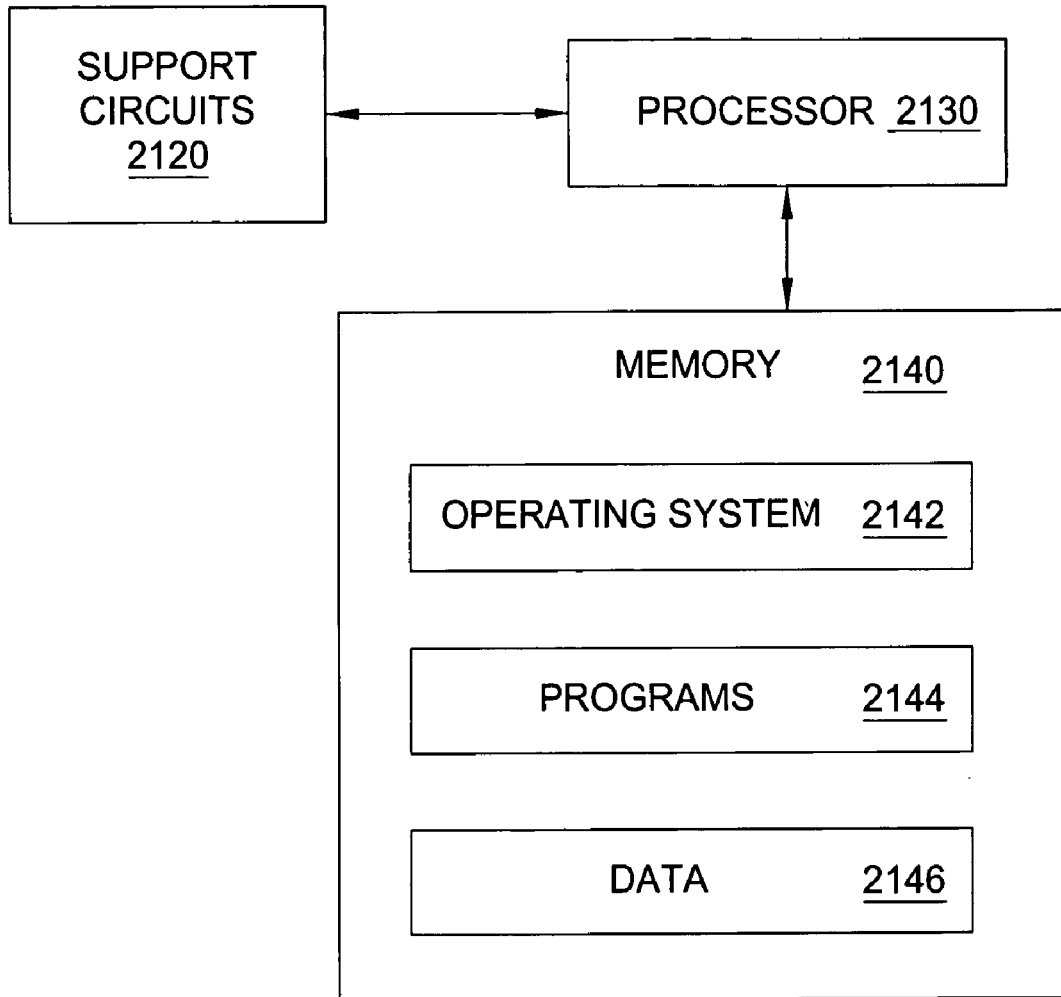 SUPPORT
CIRCUITS
2120
PROCESSOR 2130
MEMORY 2140
OPERATING SYSTEM 2142
PROGRAMS 2144
DATA 2146